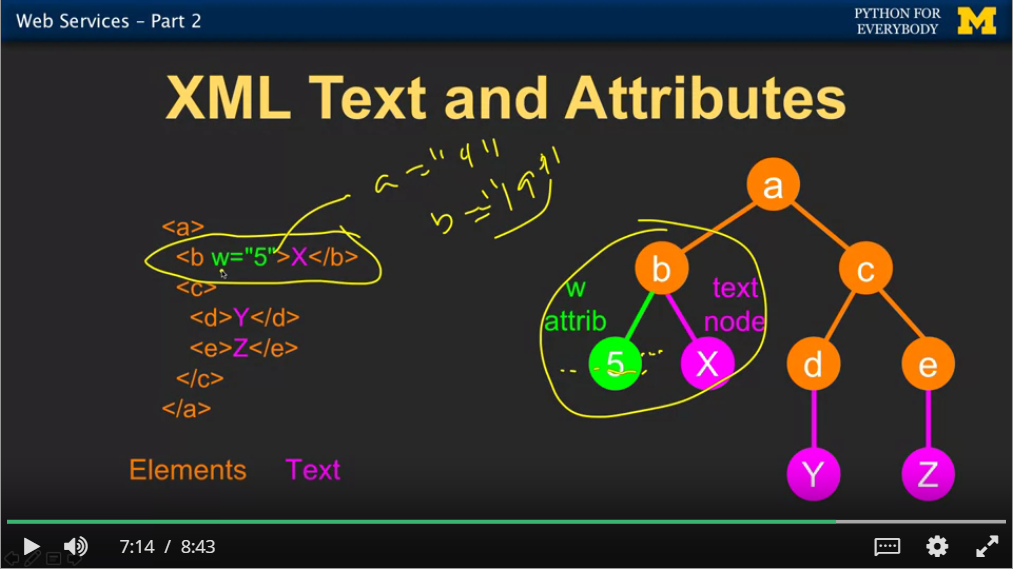 Web Services – Part 2
PYTHON FOR
EVERYBODY
M
XML Text and Attributes
a="4"
b="19"
<a>
<b w="5">X</b>
<c>
<d>Y</d>
<e>Z</e>
</c>
</a>
a
b
c
w
attrib
text
node
5
X
d
e
Y
Z
Elements Text
7:14 / 8:43